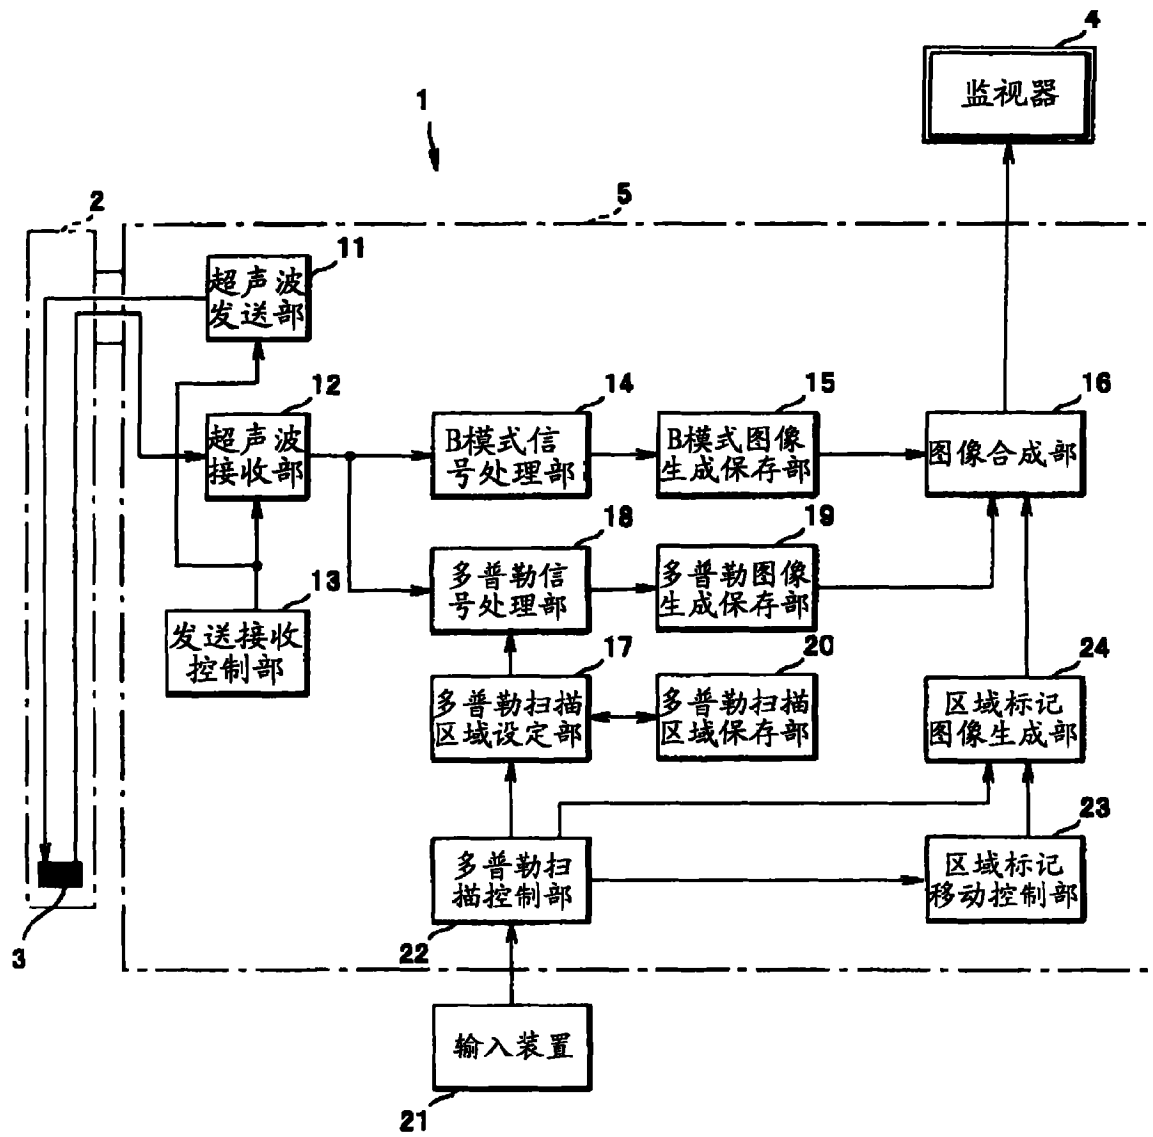 4
监视器
1
2
5
11
超声波
发送部
12
超声波
接收部
14
B模式信
号处理部
15
B模式图像
生成保存部
16
图像合成部
13
发送接收
控制部
18
多普勒信
号处理部
19
多普勒图像
生成保存部
17
多普勒扫描
区域设定部
20
多普勒扫描
区域保存部
24
区域标记
图像生成部
3
22
多普勒扫
描控制部
23
区域标记
移动控制部
输入装置
21